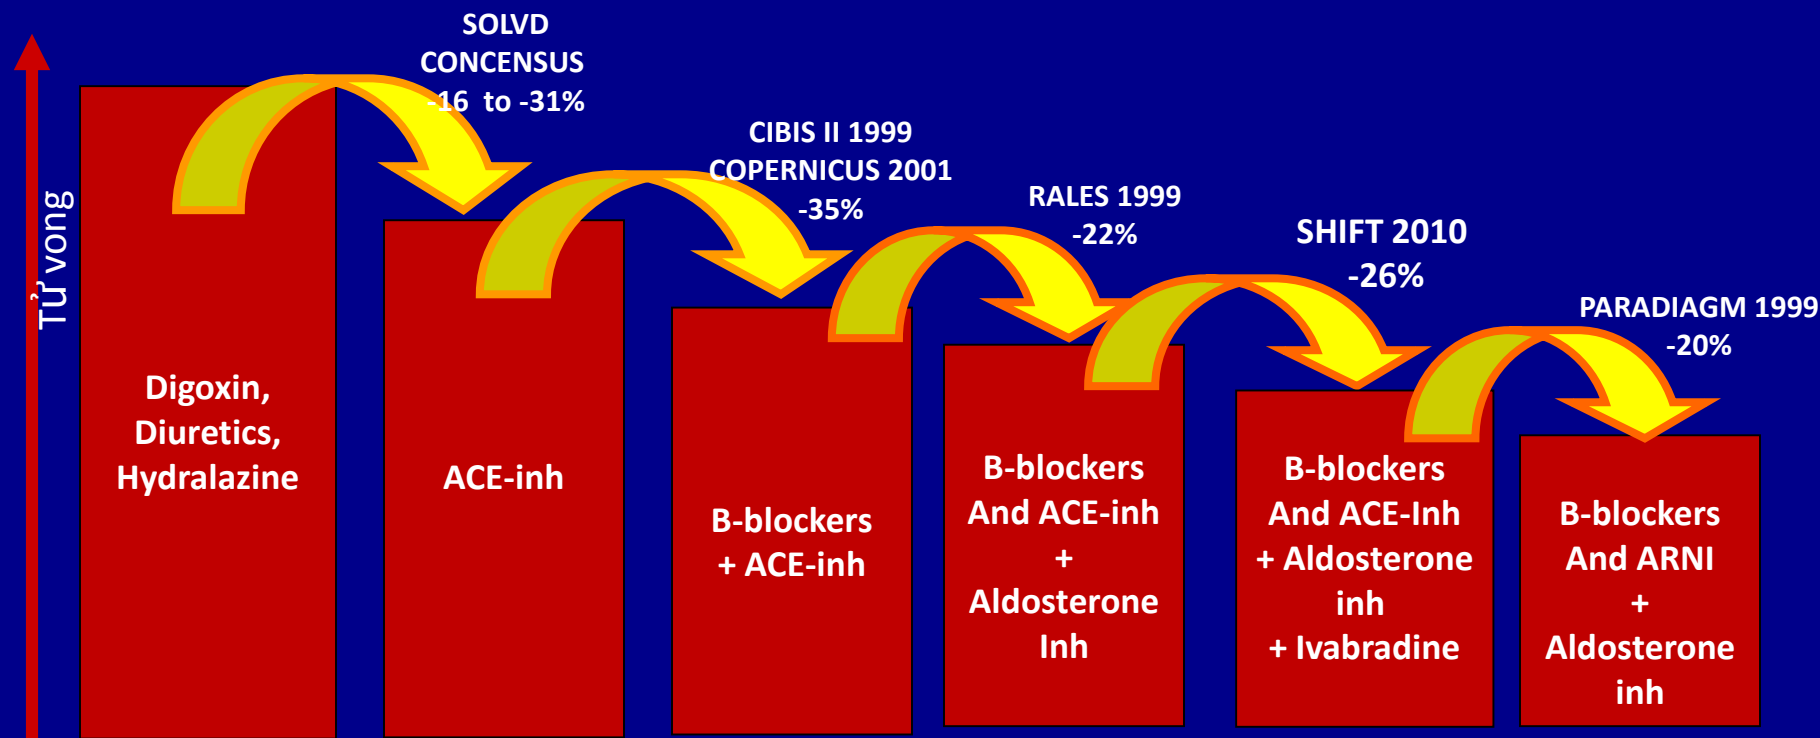 SOLVD
CONCENSUS
-16 to -31%
CIBIS II 1999
COPERNICUS 2001
-35%
RALES 1999
-22%
SHIFT 2010
-26%
PARADIAGM 1999
-20%
Tử vong
Digoxin,
Diuretics,
Hydralazine
ACE-inh
B-blockers
+ ACE-inh
B-blockers
And ACE-inh
+
Aldosterone
Inh
B-blockers
And ACE-Inh
+ Aldosterone
inh
+ Ivabradine
B-blockers
And ARNI
+
Aldosterone
inh